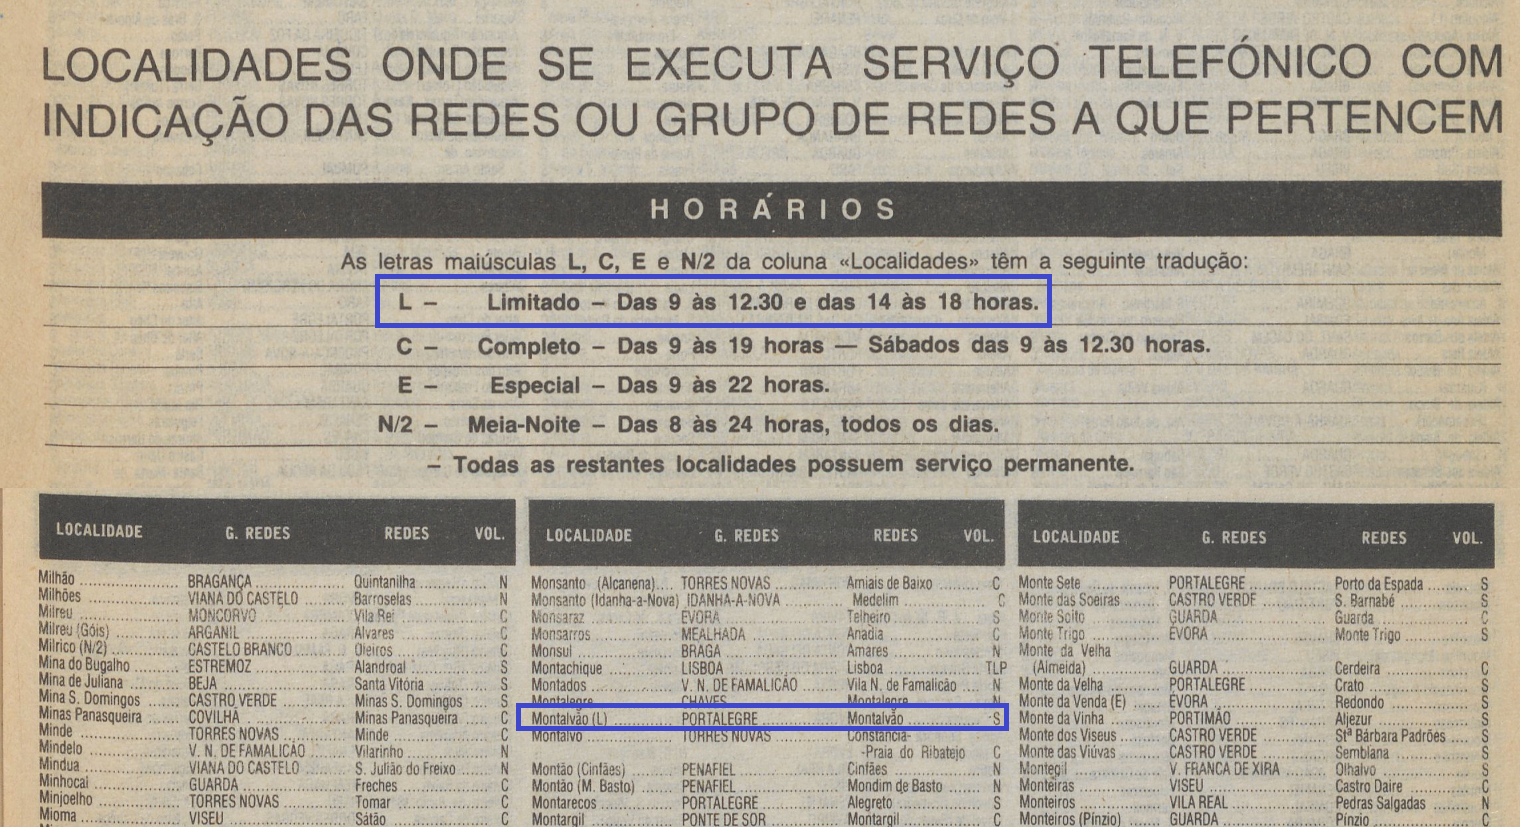 LOCALIDADES ONDE SE EXECUTA SERVIÇO TELEFÓNICO COM
INDICAÇÃO DAS REDES OU GRUPO DE REDES A QUE PERTENCEM
HORÁRIOS
As letras maiúsculas L, C, E e N/2 da coluna «Localidades» têm a seguinte tradução:
L – Limitado – Das 9 às 12.30 e das 14 às 18 horas.
C – Completo – Das 9 às 19 horas — Sábados das 9 às 12.30 horas.
E – Especial – Das 9 às 22 horas.
N/2 – Meia-Noite – Das 8 às 24 horas, todos os dias.
– Todas as restantes localidades possuem serviço permanente.
LOCALIDADE G. REDES REDES VOL.
Milhão BRAGANÇA Quintanilha N
Milhões VIANA DO CASTELO Barroselas N
Milreu MONCORVO Vila Rei C
Milreu (Góis) ARGANIL Alvares C
Milrico (N/2) CASTELO BRANCO Oleiros C
Mina do Bugalho ESTREMOZ Alandroal S
Mina de Juliana BEJA Santa Vitória S
Mina S. Domingos CASTRO VERDE Minas S. Domingos S
Minas Panasqueira COVILHÃ Minas Panasqueira C
Minde TORRES NOVAS Minde C
Mindelo V. N. DE FAMALICÃO Vilarinho N
Mindua VIANA DO CASTELO S. Julião do Freixo N
Minhocal GUARDA Freches C
Minjoelho TORRES NOVAS Tomar C
Mioma VISEU Sátão C
LOCALIDADE G. REDES REDES VOL.
Monsanto (Alcanena) TORRES NOVAS Amiais de Baixo C
Monsanto (Idanha-a-Nova) IDANHA-A-NOVA Medelim C
Monsaraz ÉVORA Telheiro S
Monsarros MEALHADA Anadia C
Monsul BRAGA Amares N
Montachique LISBOA Lisboa TLP
Montados V. N. DE FAMALICÃO Vila N. de Famalicão N
Montalegre CHAVES Montalegre N
Montalvão (L) PORTALEGRE Montalvão S
Montalvo TORRES NOVAS Constância-
-Praia do Ribatejo C
Montão (Cinfães) PENAFIEL Cinfães N
Montão (M. Basto) PENAFIEL Mondim de Basto N
Montarecos PORTALEGRE Alegrete S
Montargil PONTE DE SOR Montargil C
LOCALIDADE G. REDES REDES VOL.
Monte Sete PORTALEGRE Porto da Espada S
Monte das Soeiras CASTRO VERDE S. Barnabé S
Monte Soito GUARDA Guarda C
Monte Trigo ÉVORA Monte Trigo S
Monte da Velha
(Almeida) GUARDA Cerdeira C
Monte da Velha PORTALEGRE Crato S
Monte da Venda (E) ÉVORA Redondo S
Monte da Vinha PORTIMÃO Aljezur S
Monte dos Viseus CASTRO VERDE Stª Bárbara Padrões S
Monte das Viúvas CASTRO VERDE Semblana S
Montegil V. FRANCA DE XIRA Olhalvo S
Monteiras VISEU Castro Daire C
Monteiros VILA REAL Pedras Salgadas N
Monteiros (Pínzio) GUARDA Pínzio C